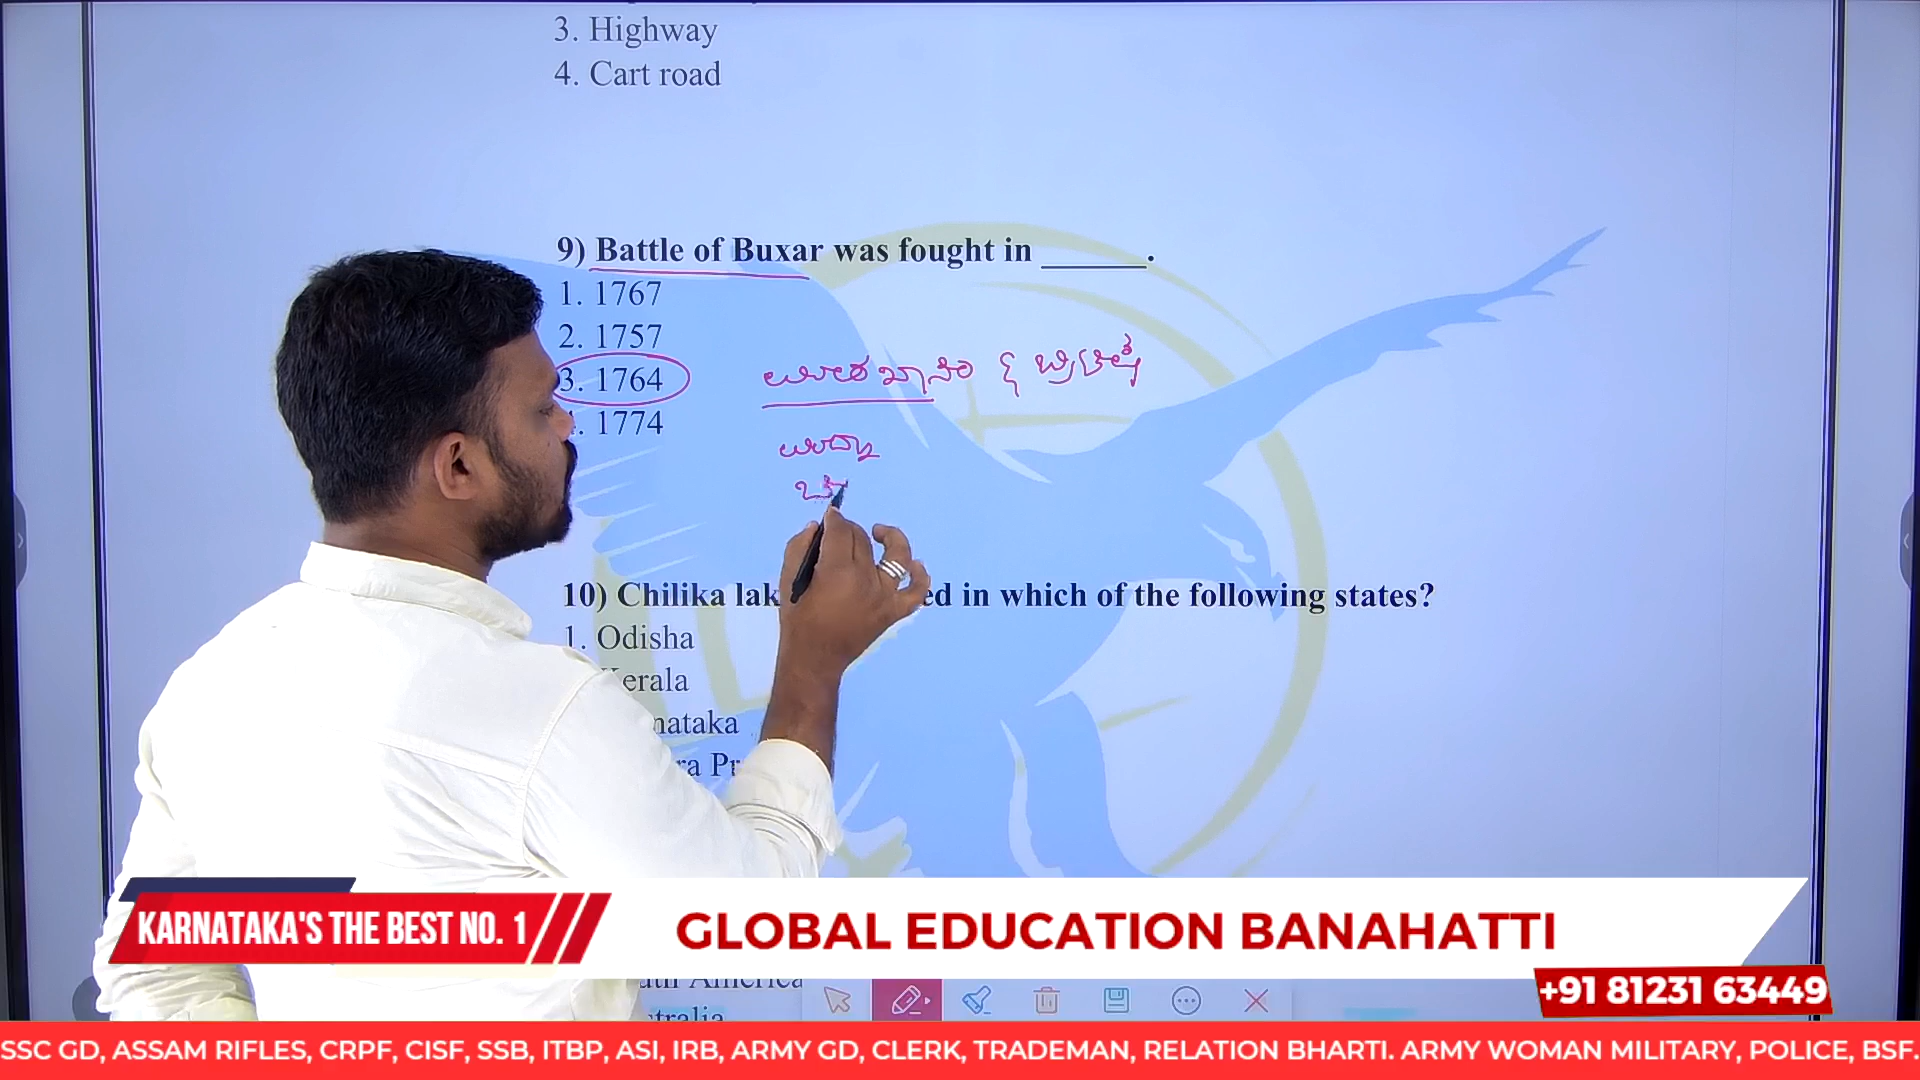 3. Highway
4. Cart road
9) Battle of Buxar was fought in ______.
1. 1767
2. 1757
3. 1764
. 1774
10) Chilika lak ed in which of the following states?
1. Odisha
erala
nataka
ra Pr
KARNATAKA'S THE BEST NO. 1
GLOBAL EDUCATION BANAHATTI
+91 81231 63449
SSC GD, ASSAM RIFLES, CRPF, CISF, SSB, ITBP, ASI, IRB, ARMY GD, CLERK, TRADEMAN, RELATION BHARTI. ARMY WOMAN MILITARY, POLICE, BSF.